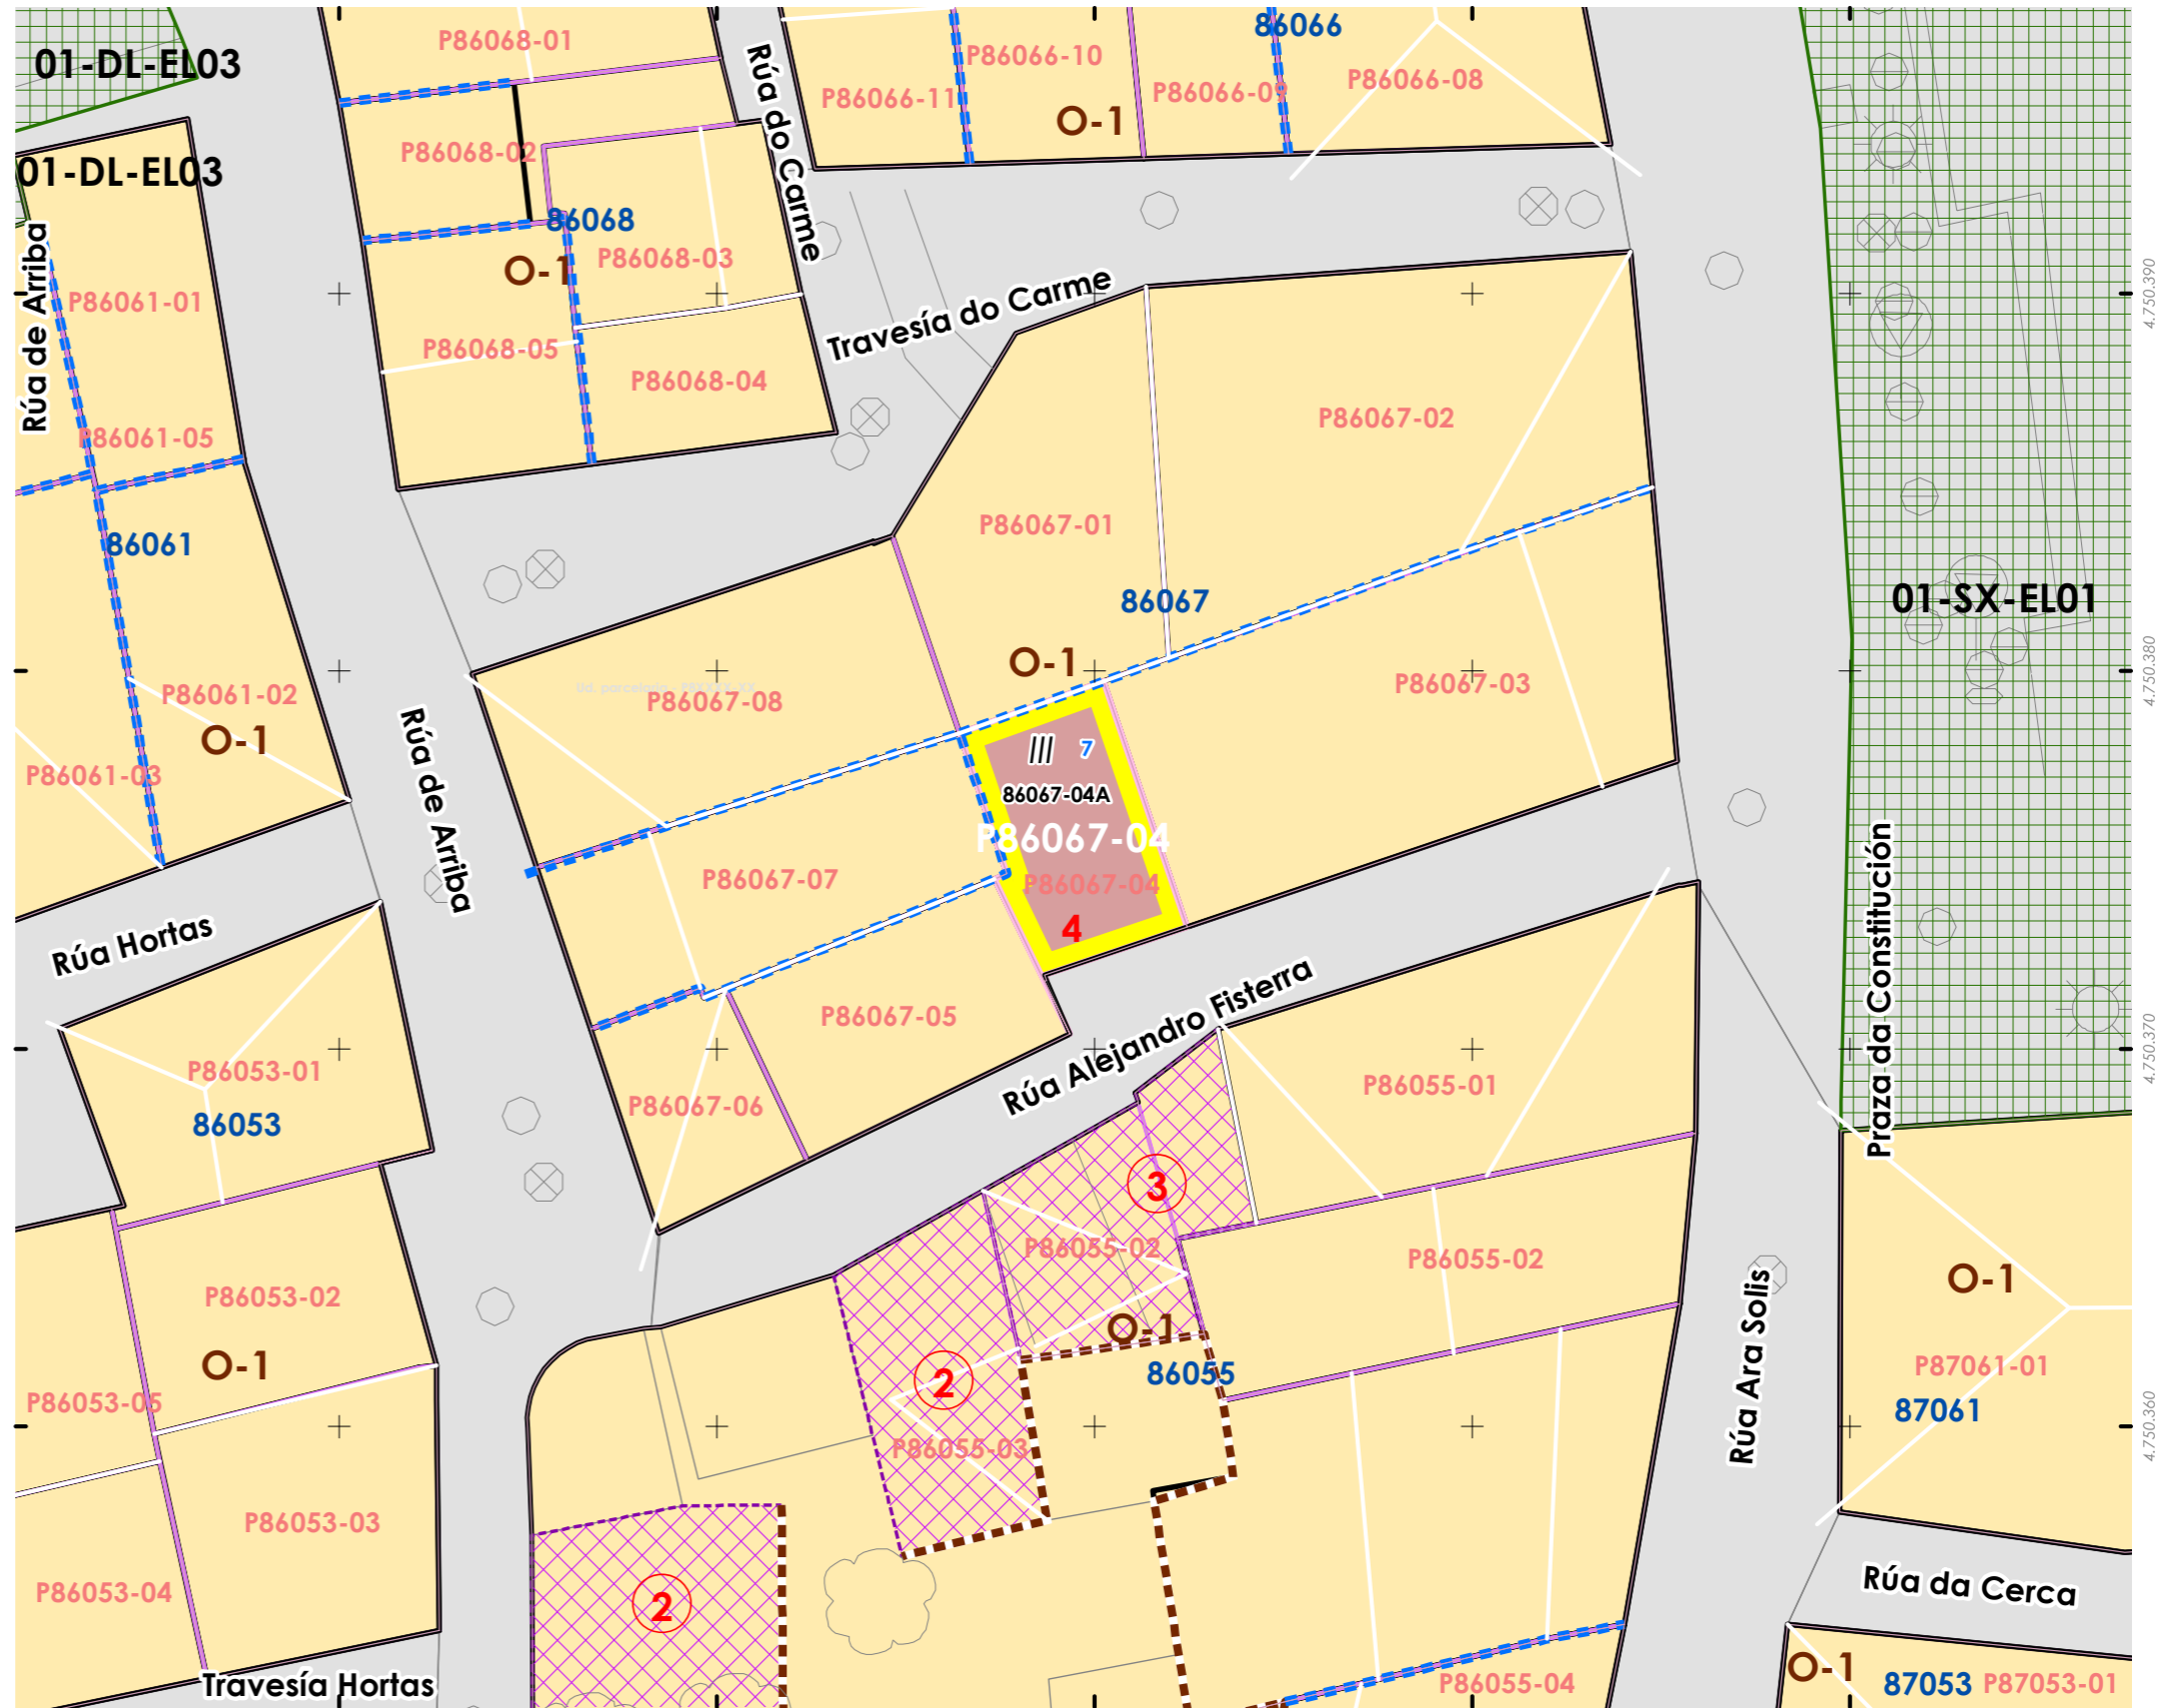 01-DL-EL03
01-DL-EL03
P86068-01
P86068-02
86068
O-1
P86068-03
P86068-05
P86068-04
Rúa do Carme
86066
P86066-10
P86066-11
P86066-09
P86066-08
O-1
Travesía do Carme
Rúa de Arriba
P86061-01
P86061-05
86061
P86061-02
O-1
P86061-03
4.750.390
P86067-02
P86067-01
86067
O-1
01-SX-EL01
4.750.380
Ud. parcelaria - PXXXXX-XX
P86067-08
P86067-03
III 7
86067-04A
P86067-04
P86067-04
4
P86067-07
Rúa de Arriba
Rúa Hortas
P86067-05
P86067-06
Rúa Alejandro Fisterra
Praza da Constitución
4.750.370
P86053-01
86053
P86053-02
O-1
P86053-05
P86053-03
P86053-04
Travesía Hortas
P86055-01
3
P86055-02
P86055-02
O-1
86055
2
P86055-03
2
P86055-04
Rúa Ara Solis
O-1
P87061-01
87061
4.750.360
Rúa da Cerca
O-1
87053
P87053-01